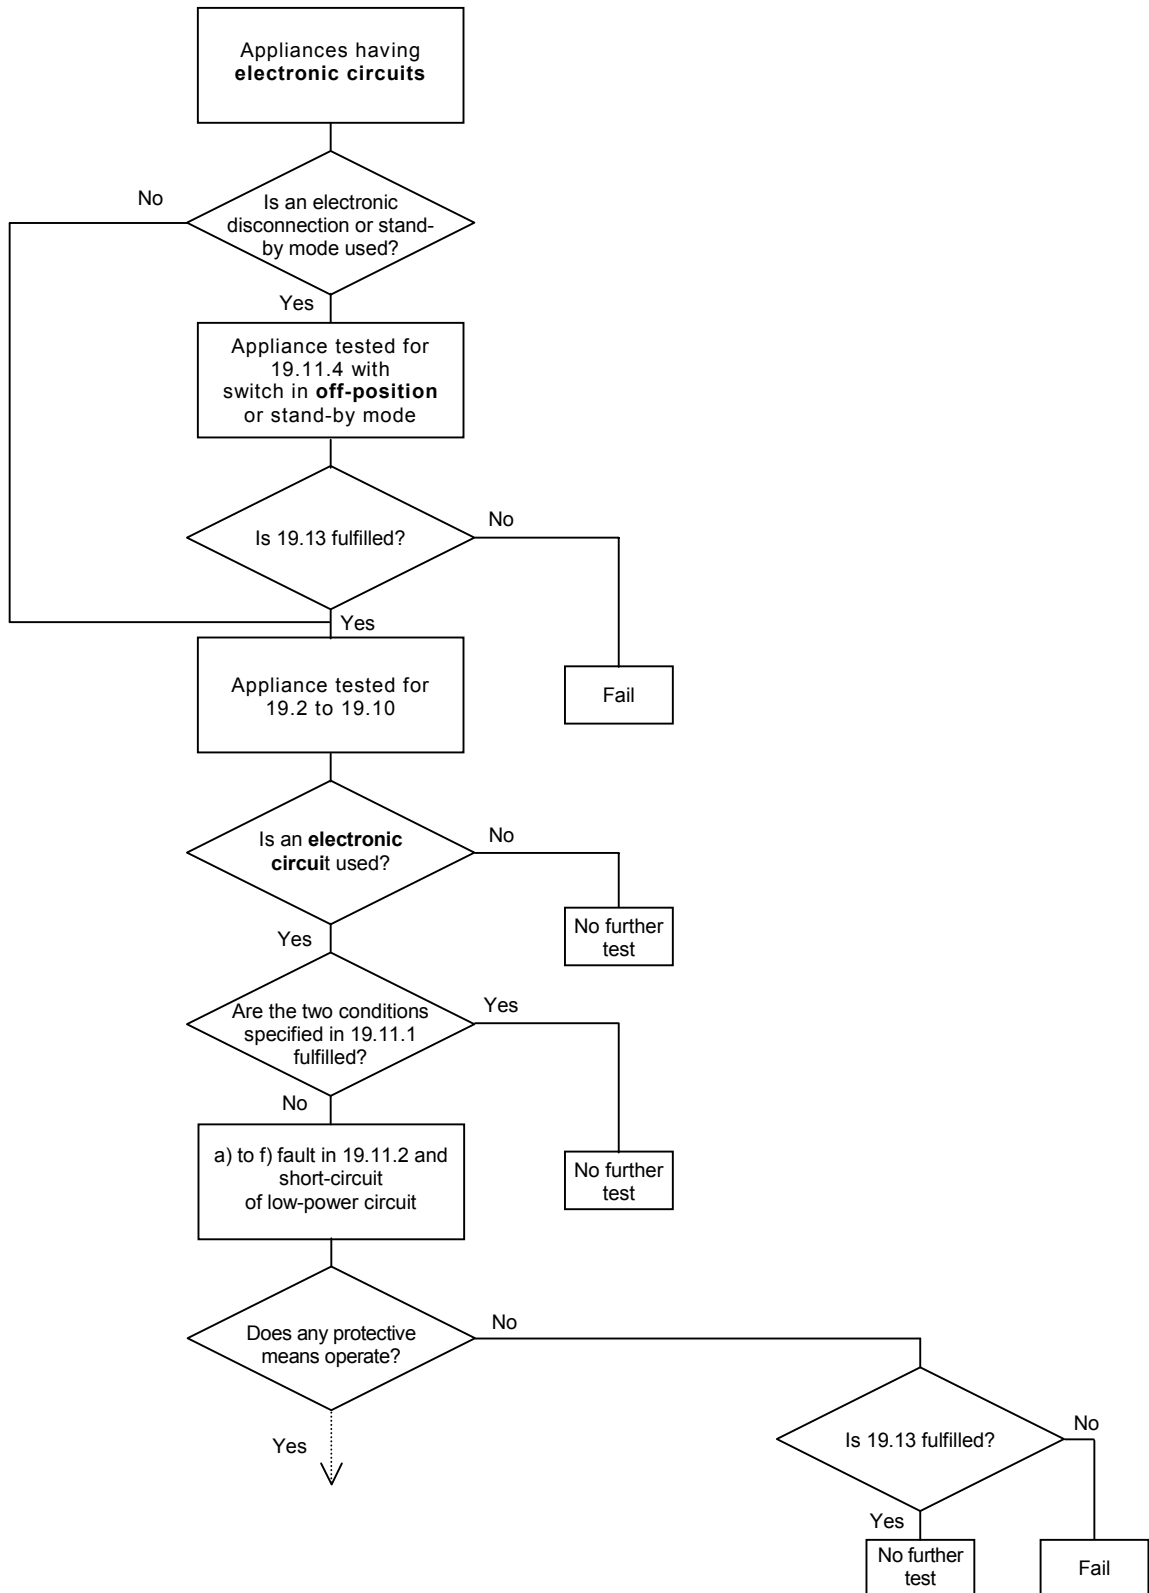 Appliances having
electronic circuits
No
Is an electronic
disconnection or stand-
by mode used?
Yes
Appliance tested for
19.11.4 with
switch in off-position
or stand-by mode
Is 19.13 fulfilled?
No
Yes
Appliance tested for
19.2 to 19.10
Fail
Is an electronic
circuit used?
No
No further
test
Yes
Are the two conditions
specified in 19.11.1
fulfilled?
Yes
No
a) to f) fault in 19.11.2 and
short-circuit
of low-power circuit
No further
test
Does any protective
means operate?
No
Yes
Is 19.13 fulfilled?
No
Yes
No further
test
Fail